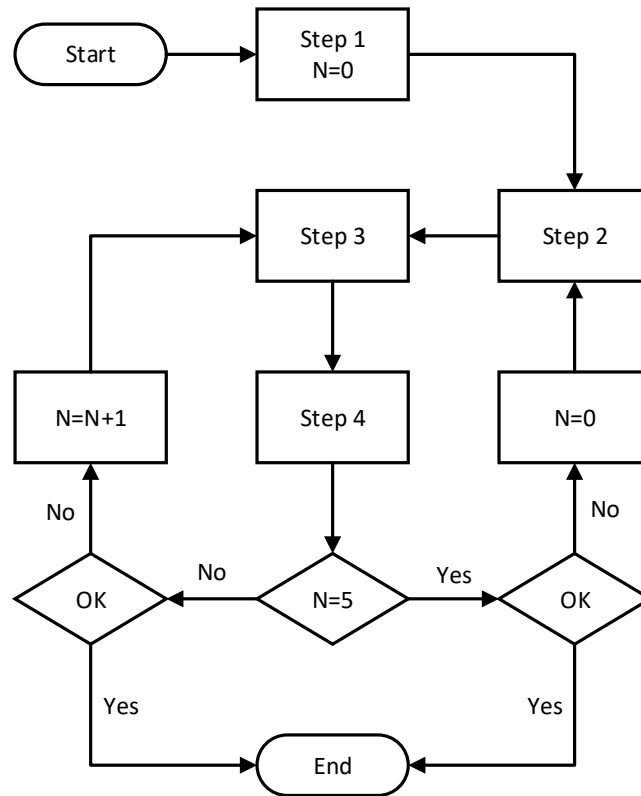 Start
Step 1
N=0
Step 3
Step 2
N=N+1
Step 4
N=0
No
No
No
Yes
OK
N=5
OK
Yes
Yes
End